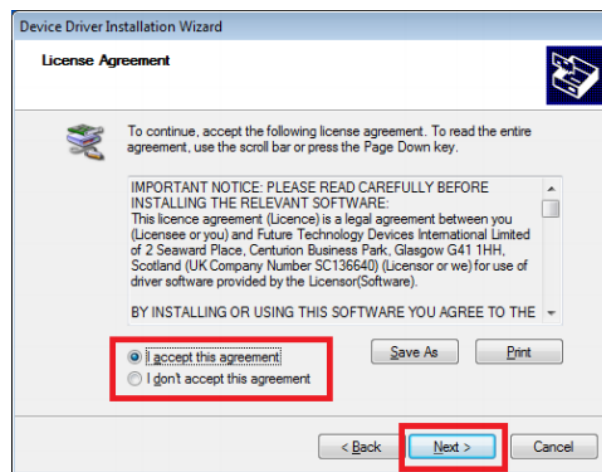 Device Driver Installation Wizard
License Agreement
To continue, accept the following license agreement. To read the entire
agreement, use the scroll bar or press the Page Down key.
IMPORTANT NOTICE: PLEASE READ CAREFULLY BEFORE
INSTALLING THE RELEVANT SOFTWARE:
This licence agreement (Licence) is a legal agreement between you
(Licensee or you) and Future Technology Devices International Limited
of 2 Seaward Place, Centurion Business Park, Glasgow G41 1HH,
Scotland (UK Company Number SC136640) (Licensor or we) for use of
driver software provided by the Licensor(Software).
BY INSTALLING OR USING THIS SOFTWARE YOU AGREE TO THE
I accept this agreement
Save As
Print
I don't accept this agreement
< Back
Next >
Cancel